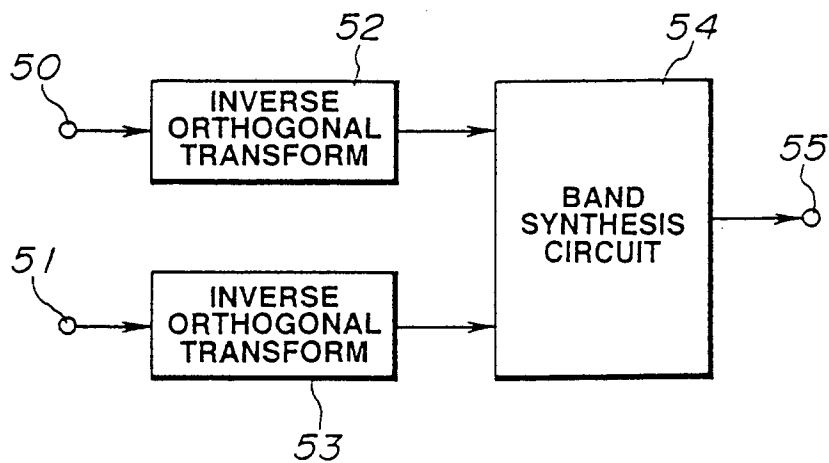 50
52
INVERSE
ORTHOGONAL
TRANSFORM
54
BAND
SYNTHESIS
CIRCUIT
55
51
INVERSE
ORTHOGONAL
TRANSFORM
53